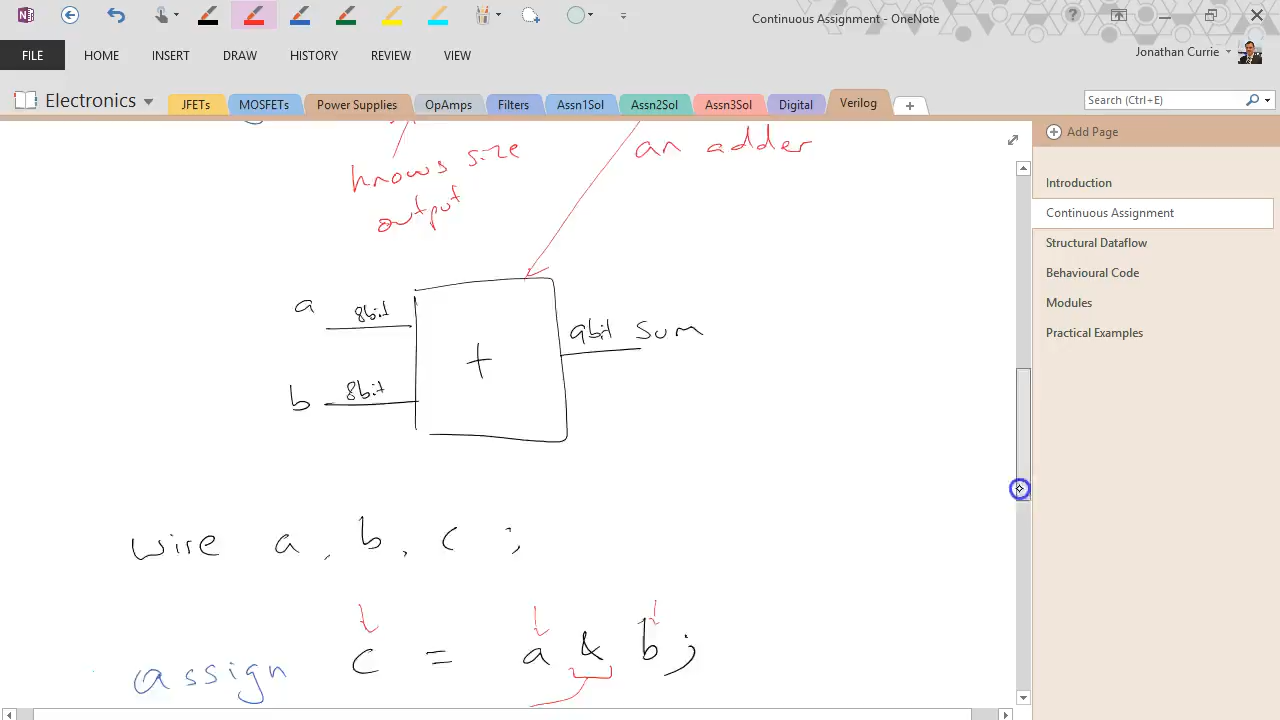 Continuous Assignment - OneNote
?
Jonathan Currie
FILE HOME INSERT DRAW HISTORY REVIEW VIEW
Electronics
JFETs MOSFETs Power Supplies OpAmps Filters Assn1Sol Assn2Sol Assn3Sol Digital Verilog +
Search (Ctrl+E)
Add Page
Introduction
Continuous Assignment
Structural Dataflow
Behavioural Code
Modules
Practical Examples
knows size
output
an adder
a 8bit
b 8bit
+
9bit sum
wire a, b, c ;
assign c = a & b;